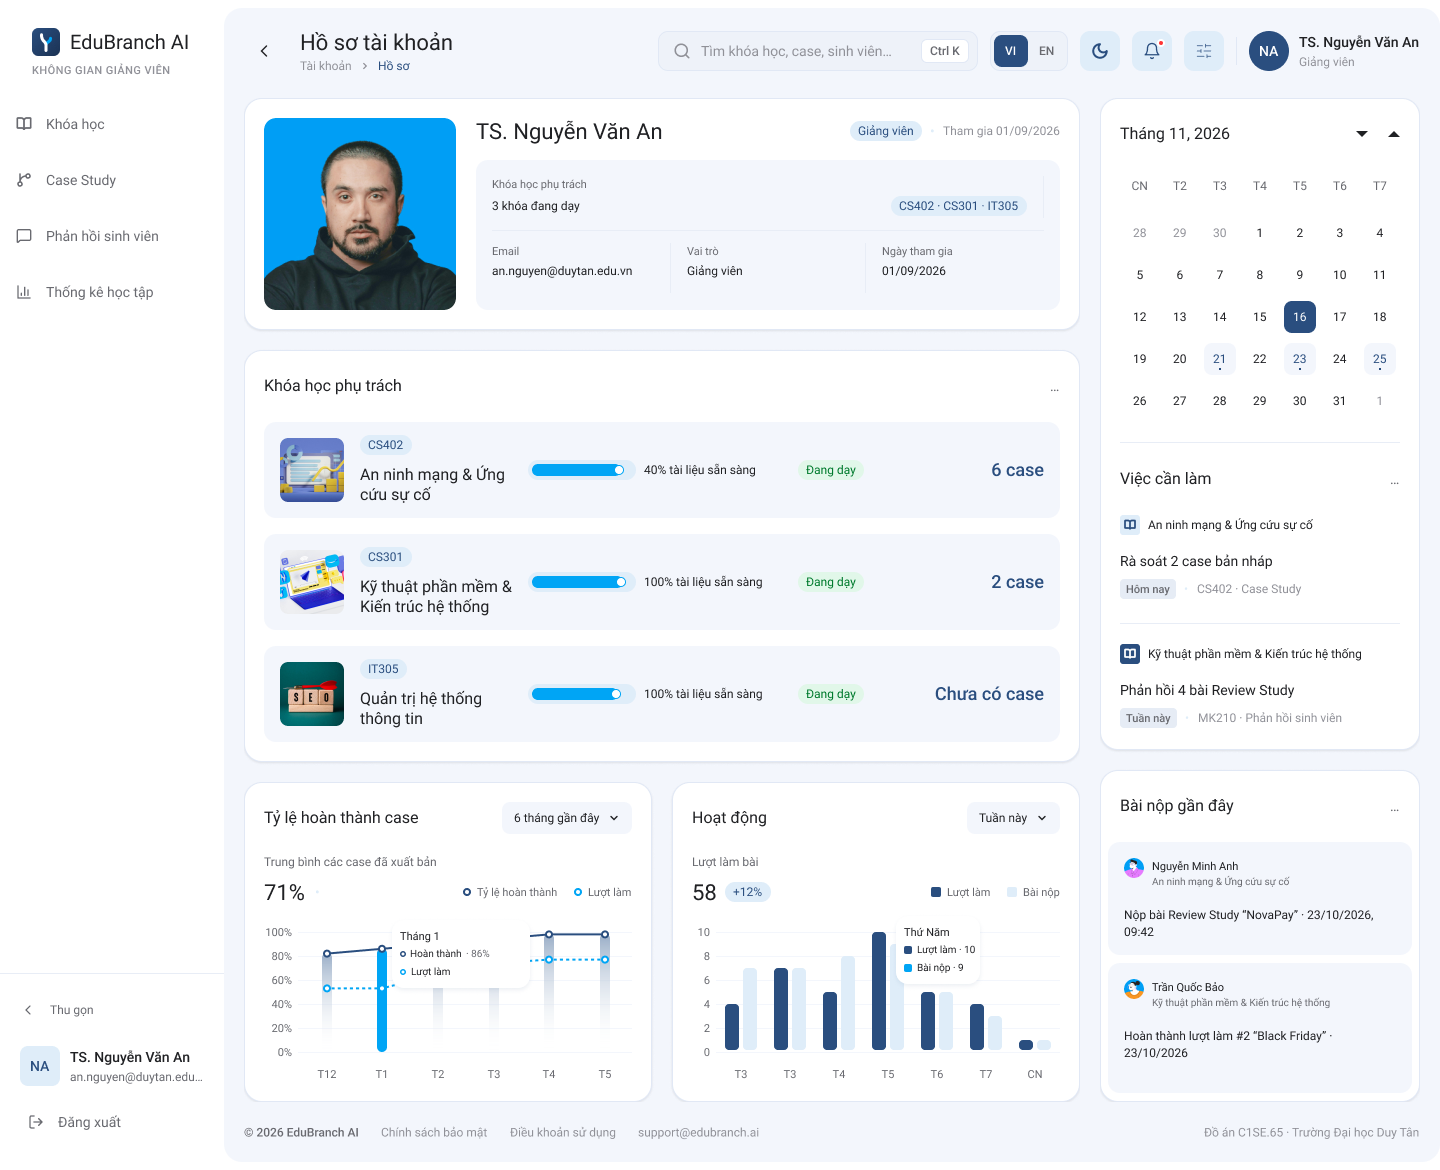 EduBranch AI
KHÔNG GIAN GIẢNG VIÊN
Khóa học
Case Study
Phản hồi sinh viên
Thống kê học tập
Thu gọn
NA
TS. Nguyễn Văn An
an.nguyen@duytan.edu...
Đăng xuất
Hồ sơ tài khoản
Tài khoản > Hồ sơ
Tìm khóa học, case, sinh viên...
Ctrl K
VI EN
NA
TS. Nguyễn Văn An
Giảng viên
TS. Nguyễn Văn An
Giảng viên · Tham gia 01/09/2026
Khóa học phụ trách
3 khóa đang dạy
CS402 · CS301 · IT305
Email
an.nguyen@duytan.edu.vn
Vai trò
Giảng viên
Ngày tham gia
01/09/2026
Khóa học phụ trách
...
CS402
An ninh mạng & Ứng
cứu sự cố
40% tài liệu sẵn sàng
Đang dạy
6 case
CS301
Kỹ thuật phần mềm &
Kiến trúc hệ thống
100% tài liệu sẵn sàng
Đang dạy
2 case
SEO
IT305
Quản trị hệ thống
thông tin
100% tài liệu sẵn sàng
Đang dạy
Chưa có case
Tỷ lệ hoàn thành case
6 tháng gần đây
Trung bình các case đã xuất bản
71% ·
Tỷ lệ hoàn thành
Lượt làm
100%
80%
60%
40%
20%
0%
Tháng 1
Hoàn thành · 86%
Lượt làm
T12 T1 T2 T3 T4 T5
Hoạt động
Tuần này
Lượt làm bài
58 +12%
Lượt làm
Bài nộp
10
8
6
4
2
0
Thứ Năm
Lượt làm · 10
Bài nộp · 9
T3 T3 T4 T5 T6 T7 CN
Tháng 11, 2026
CN T2 T3 T4 T5 T6 T7
28 29 30 1 2 3 4
5 6 7 8 9 10 11
12 13 14 15 16 17 18
19 20 21 22 23 24 25
26 27 28 29 30 31 1
Việc cần làm
...
An ninh mạng & Ứng cứu sự cố
Rà soát 2 case bản nháp
Hôm nay · CS402 · Case Study
Kỹ thuật phần mềm & Kiến trúc hệ thống
Phản hồi 4 bài Review Study
Tuần này · MK210 · Phản hồi sinh viên
Bài nộp gần đây
...
Nguyễn Minh Anh
An ninh mạng & Ứng cứu sự cố
Nộp bài Review Study “NovaPay” · 23/10/2026,
09:42
Trần Quốc Bảo
Kỹ thuật phần mềm & Kiến trúc hệ thống
Hoàn thành lượt làm #2 “Black Friday” ·
23/10/2026
© 2026 EduBranch AI
Chính sách bảo mật
Điều khoản sử dụng
support@edubranch.ai
Đồ án C1SE.65 · Trường Đại học Duy Tân